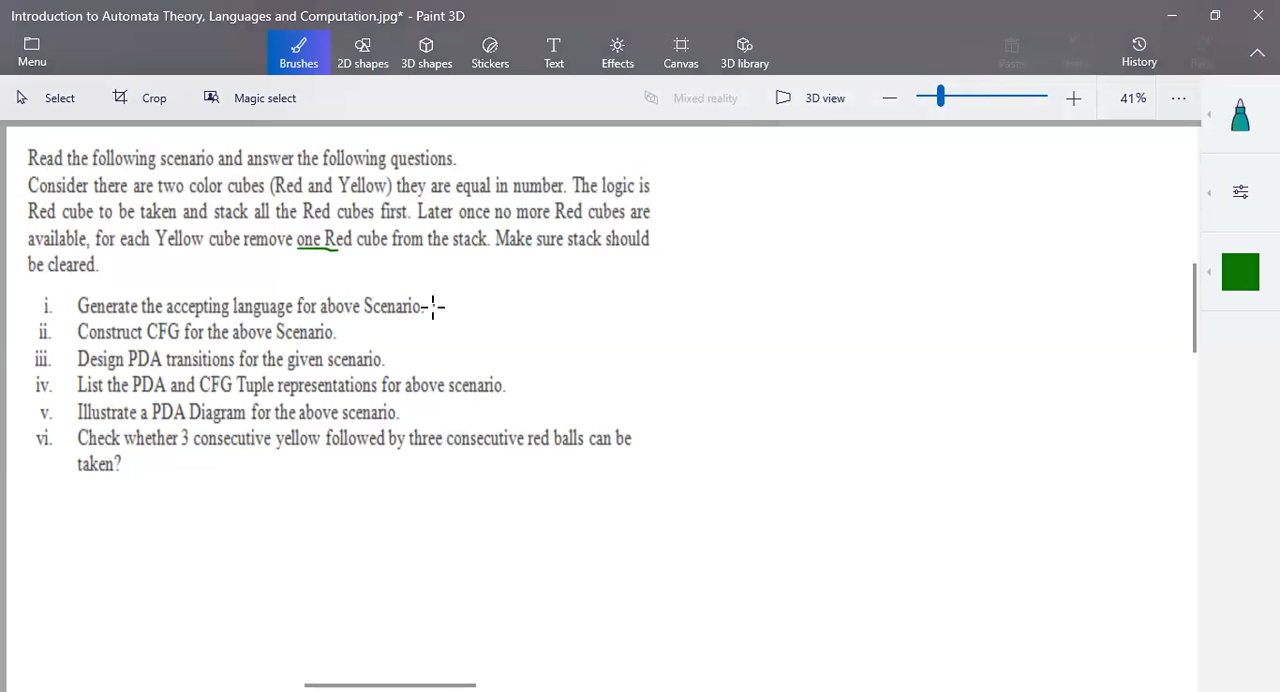 Introduction to Automata Theory, Languages and Computation.jpg* - Paint 3D
Menu
Brushes
2D shapes
3D shapes
Stickers
Text
Effects
Canvas
3D library
Paste
History
Select
Crop
Magic select
Mixed reality
3D view
41%
Read the following scenario and answer the following questions.
Consider there are two color cubes (Red and Yellow) they are equal in number. The logic is
Red cube to be taken and stack all the Red cubes first. Later once no more Red cubes are
available, for each Yellow cube remove one Red cube from the stack. Make sure stack should
be cleared.
i. Generate the accepting language for above Scenario.
ii. Construct CFG for the above Scenario.
iii. Design PDA transitions for the given scenario.
iv. List the PDA and CFG Tuple representations for above scenario.
v. Illustrate a PDA Diagram for the above scenario.
vi. Check whether 3 consecutive yellow followed by three consecutive red balls can be
taken?